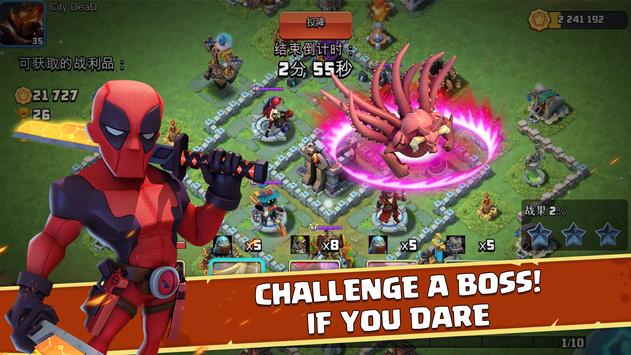 City DeaD
35
投降
2 241 192
结束倒计时：
可获取的战利品：
2分 55秒
21 727
26
战果 2%
x5
x8
x5
x5
CHALLENGE A BOSS!
IF YOU DARE
1/10